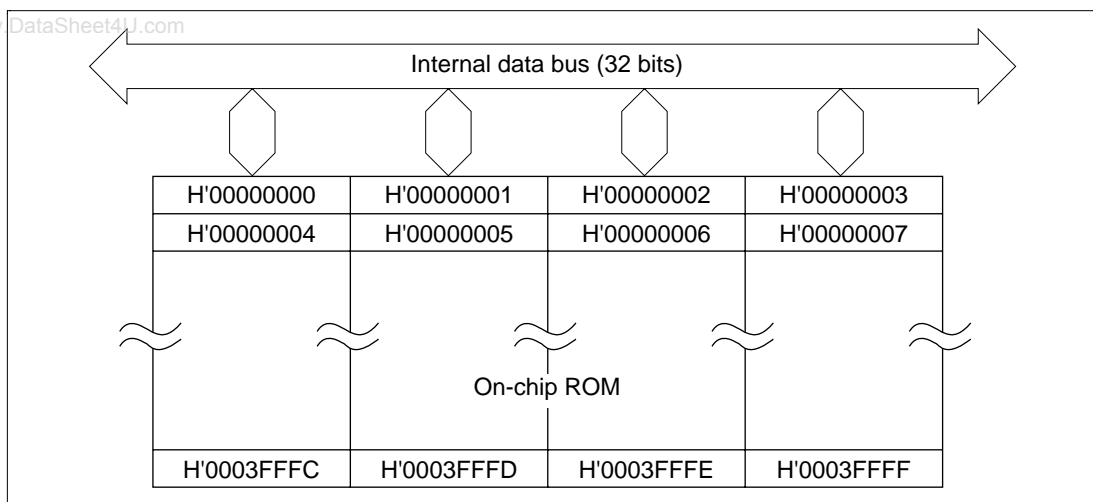 .DataSheet4U.com
Internal data bus (32 bits)
H'00000000 H'00000001 H'00000002 H'00000003
H'00000004 H'00000005 H'00000006 H'00000007
On-chip ROM
H'0003FFFC H'0003FFFD H'0003FFFE H'0003FFFF